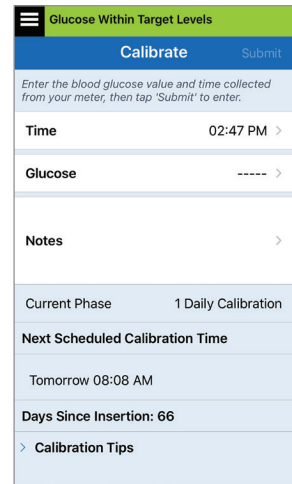 Glucose Within Target Levels
Calibrate Submit
Enter the blood glucose value and time collected
from your meter, then tap 'Submit' to enter.
Time 02:47 PM >
Glucose ----- >
Notes >
Current Phase 1 Daily Calibration
Next Scheduled Calibration Time
Tomorrow 08:08 AM
Days Since Insertion: 66
> Calibration Tips